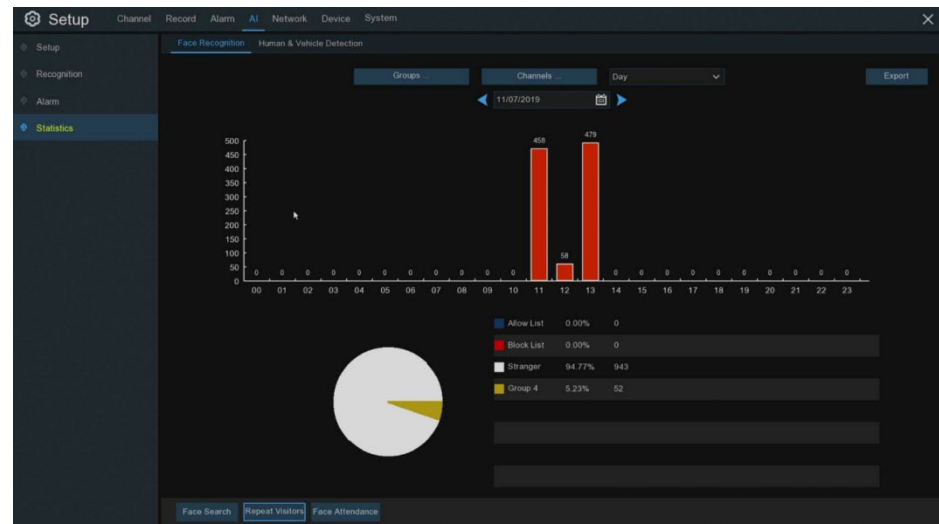 Setup Channel Record Alarm AI Network Device System
Setup
Recognition
Alarm
Statistics
Face Recognition Human & Vehicle Detection
Groups ... Channels ... Day Export
11/07/2019
500
450
400
350
300
250
200
150
100
50
0
0 0 0 0 0 0 0 0 0 0 0 458 58 479 0 0 0 0 0 0 0 0 0 0
00 01 02 03 04 05 06 07 08 09 10 11 12 13 14 15 16 17 18 19 20 21 22 23
Allow List 0.00% 0
Block List 0.00% 0
Stranger 94.77% 943
Group 4 5.23% 52
Face Search Repeat Visitors Face Attendance